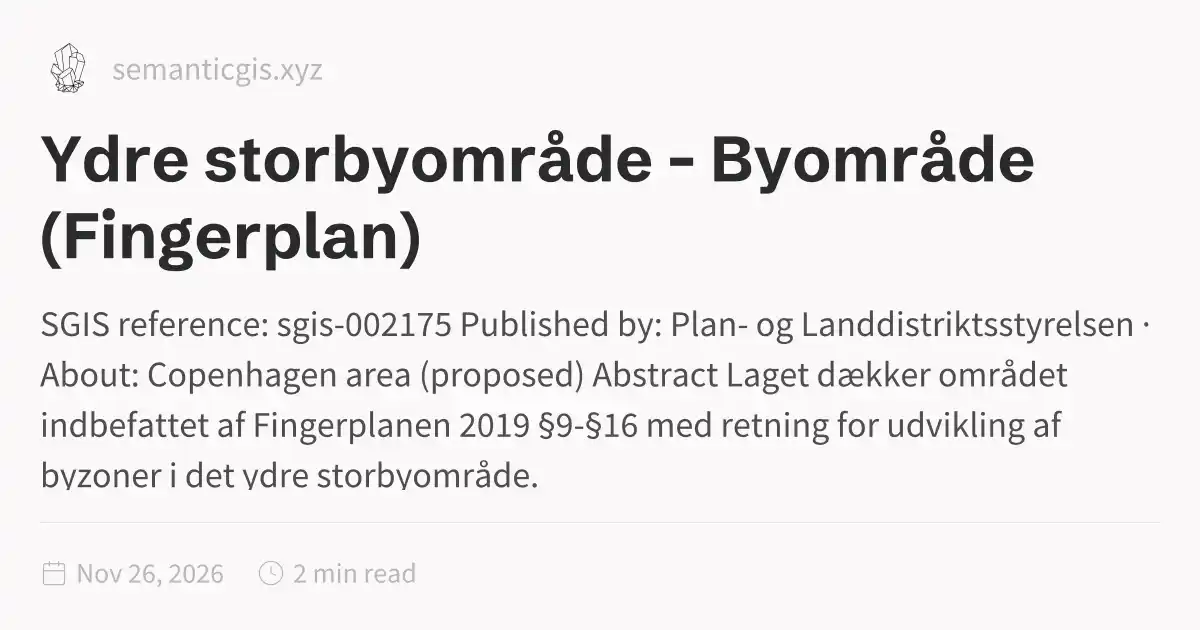 semanticgis.xyz
Ydre storbyområde - Byområde
(Fingerplan)
SGIS reference: sgis-002175 Published by: Plan- og Landdistriktsstyrelsen ·
About: Copenhagen area (proposed) Abstract Laget dækker området
indbefattet af Fingerplanen 2019 §9-§16 med retning for udvikling af
byzoner i det ydre storbyområde.
Nov 26, 2026 2 min read